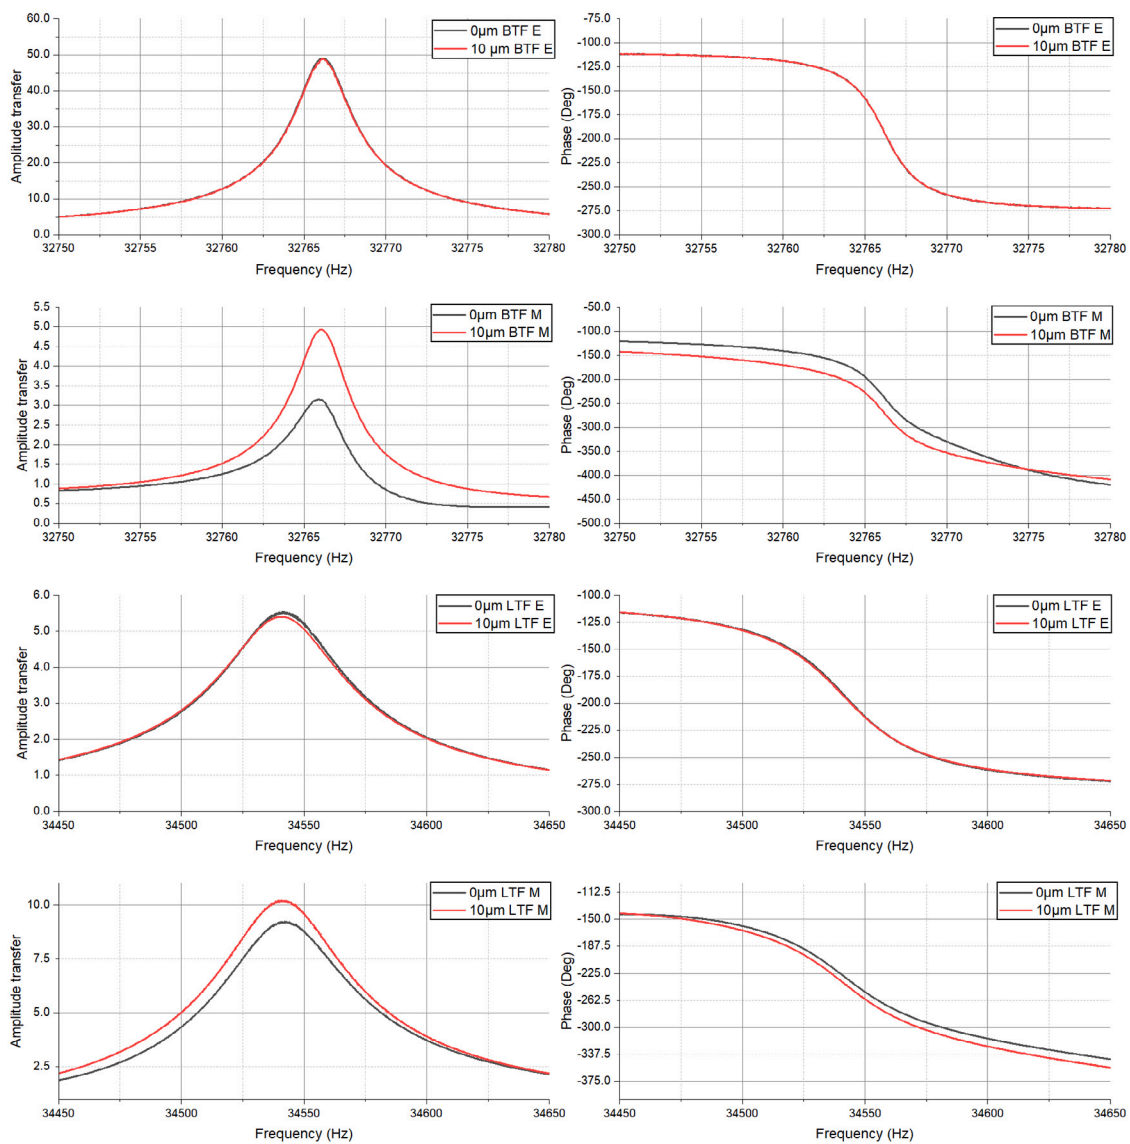 60.0
50.0
40.0
30.0
20.0
10.0
0.0
Amplitude transfer
0µm BTF E
10 µm BTF E
32750 32755 32760 32765 32770 32775 32780
Frequency (Hz)
-75.0
-100.0
-125.0
-150.0
-175.0
-200.0
-225.0
-250.0
-275.0
-300.0
Phase (Deg)
0µm BTF E
10µm BTF E
32750 32755 32760 32765 32770 32775 32780
Frequency (Hz)
5.5
5.0
4.5
4.0
3.5
3.0
2.5
2.0
1.5
1.0
0.5
0.0
Amplitude transfer
0µm BTF M
10µm BTF M
32750 32755 32760 32765 32770 32775 32780
Frequency (Hz)
-50.0
-100.0
-150.0
-200.0
-250.0
-300.0
-350.0
-400.0
-450.0
-500.0
Phase (Deg)
0µm BTF M
10µm BTF M
32750 32755 32760 32765 32770 32775 32780
Frequency (Hz)
6.0
5.0
4.0
3.0
2.0
1.0
0.0
Amplitude transfer
0µm LTF E
10µm LTF E
34450 34500 34550 34600 34650
Frequency (Hz)
-100.0
-125.0
-150.0
-175.0
-200.0
-225.0
-250.0
-275.0
-300.0
Phase (Deg)
0µm LTF E
10µm LTF E
34450 34500 34550 34600 34650
Frequency (Hz)
10.0
7.5
5.0
2.5
Amplitude transfer
0µm LTF M
10µm LTF M
34450 34500 34550 34600 34650
Frequency (Hz)
-112.5
-150.0
-187.5
-225.0
-262.5
-300.0
-337.5
-375.0
Phase (Deg)
0µm LTF M
10µm LTF M
34450 34500 34550 34600 34650
Frequency (Hz)